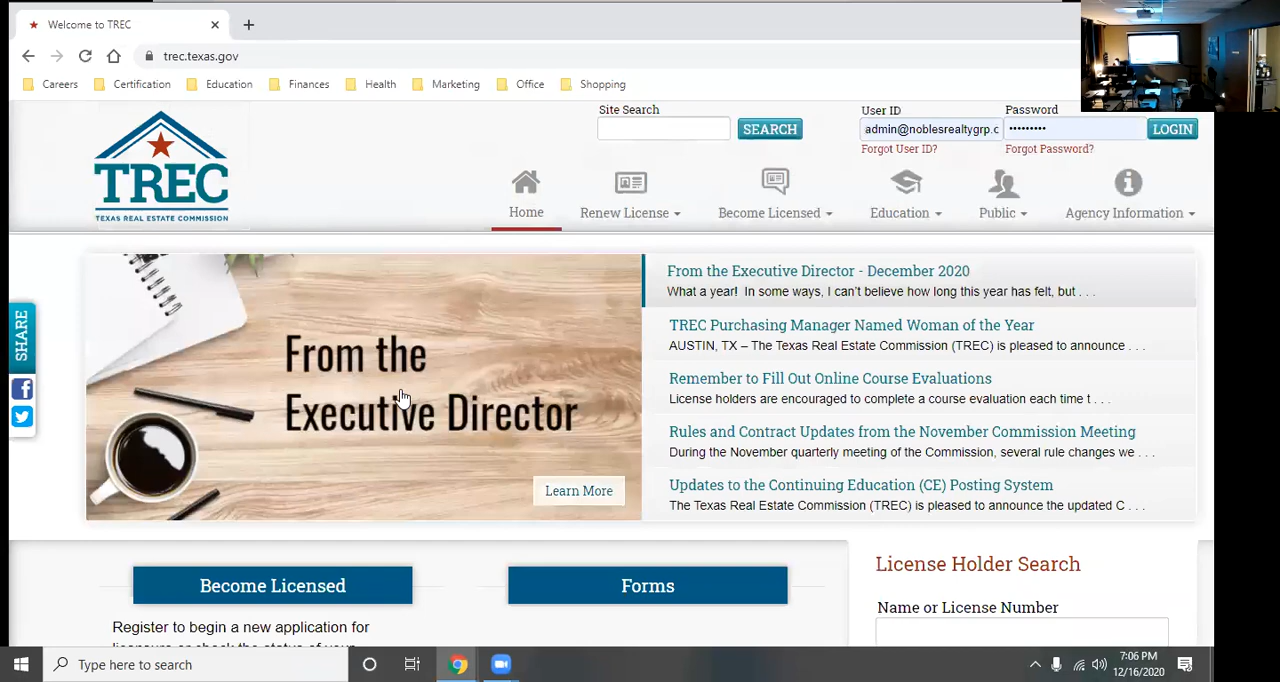 Welcome to TREC
trec.texas.gov
Careers Certification Education Finances Health Marketing Office Shopping
Site Search
SEARCH
User ID
admin@noblesrealtygrp.c
Forgot User ID?
Password
•••••••••
Forgot Password?
LOGIN
TREC
TEXAS REAL ESTATE COMMISSION
Home Renew License Become Licensed Education Public Agency Information
SHARE
From the
Executive Director
Learn More
From the Executive Director - December 2020
What a year! In some ways, I can't believe how long this year has felt, but . . .
TREC Purchasing Manager Named Woman of the Year
AUSTIN, TX – The Texas Real Estate Commission (TREC) is pleased to announce . . .
Remember to Fill Out Online Course Evaluations
License holders are encouraged to complete a course evaluation each time t . . .
Rules and Contract Updates from the November Commission Meeting
During the November quarterly meeting of the Commission, several rule changes we . . .
Updates to the Continuing Education (CE) Posting System
The Texas Real Estate Commission (TREC) is pleased to announce the updated C . . .
Become Licensed
Register to begin a new application for
Forms
License Holder Search
Name or License Number
Type here to search
7:06 PM
12/16/2020